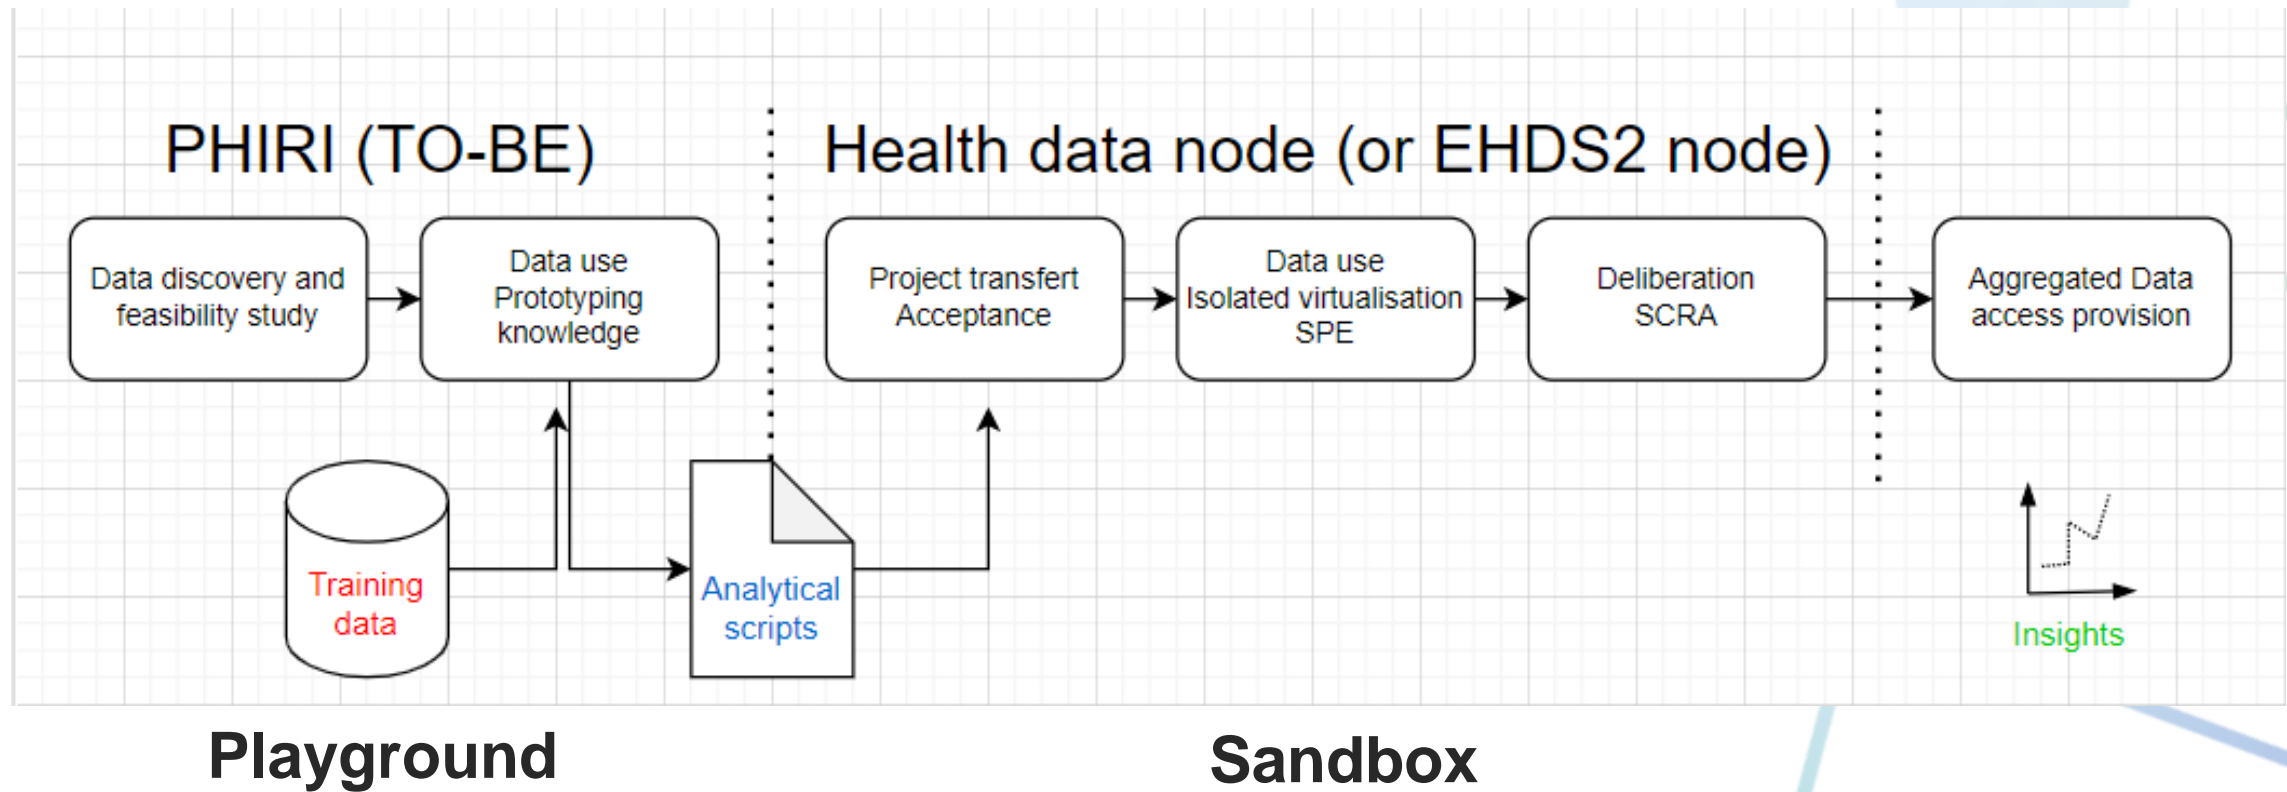 PHIRI (TO-BE)
Health data node (or EHDS2 node)
Data discovery and
feasibility study
Data use
Prototyping
knowledge
Project transfert
Acceptance
Data use
Isolated virtualisation
SPE
Deliberation
SCRA
Aggregated Data
access provision
Training
data
Analytical
scripts
Insights
Playground
Sandbox